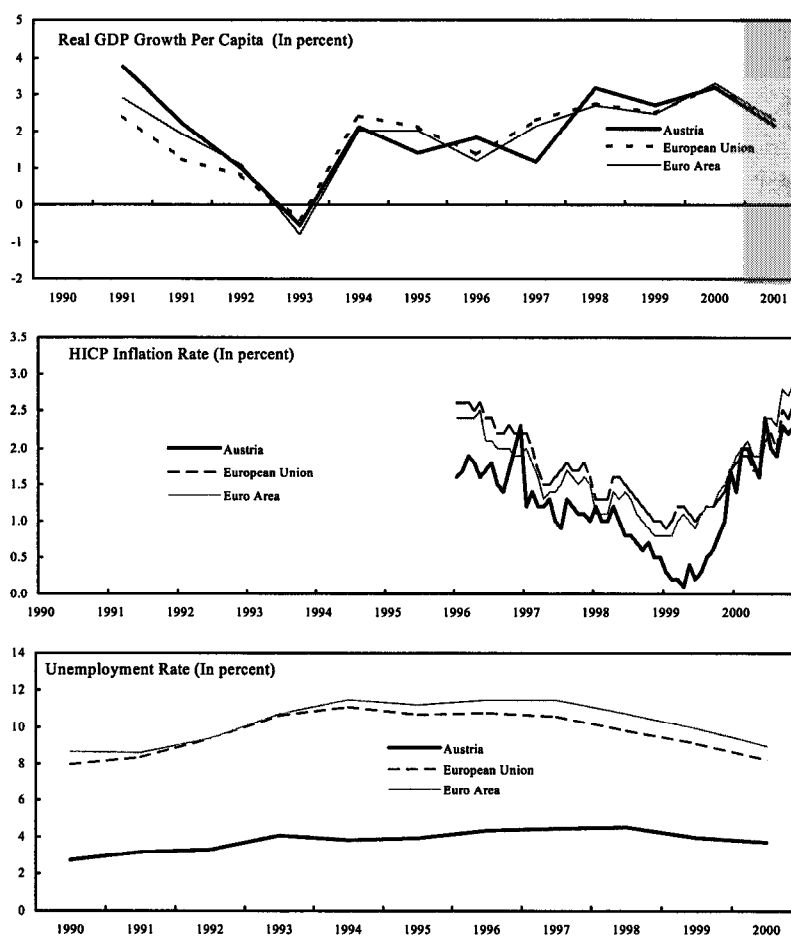 Real GDP Growth Per Capita (In percent)
5
4
3
2
1
0
-1
-2
Austria
European Union
Euro Area
1990 1991 1991 1992 1993 1994 1995 1996 1997 1998 1999 2000 2001
HICP Inflation Rate (In percent)
3.5
3.0
2.5
2.0
1.5
1.0
0.5
0.0
Austria
European Union
Euro Area
1990 1991 1992 1993 1994 1995 1996 1997 1998 1999 2000
Unemployment Rate (In percent)
14
12
10
8
6
4
2
0
Austria
European Union
Euro Area
1990 1991 1992 1993 1994 1995 1996 1997 1998 1999 2000